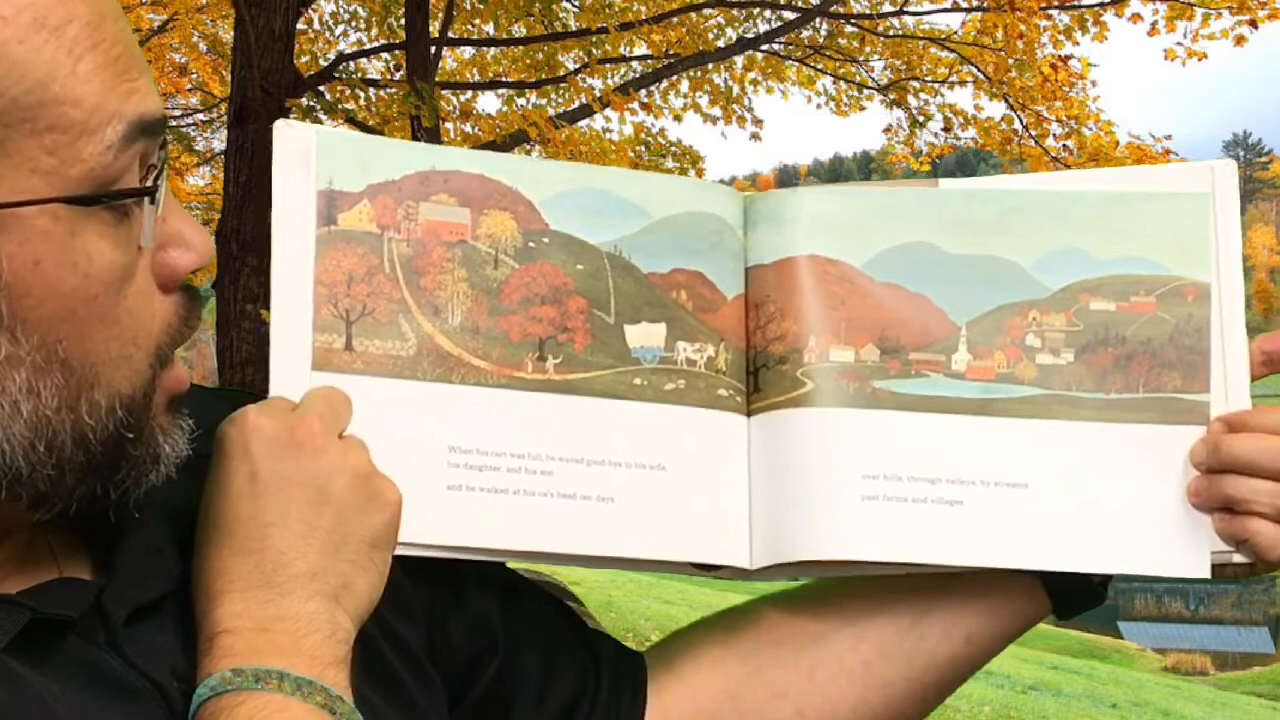 When his cart was full, he waved good-bye to his wife,
his daughter, and his son
and he walked at his ox's head ten days
over hills, through valleys, by streams
past farms and villages